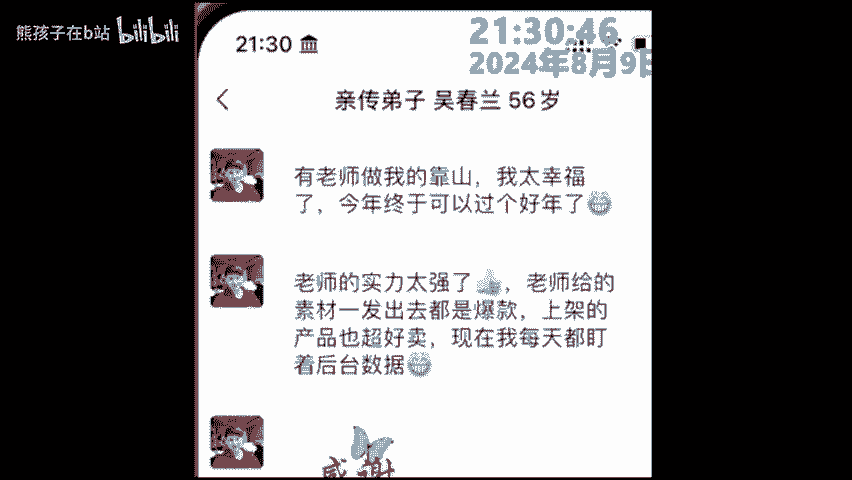 熊孩子在b站 bilibili
21:30
21:30:46
2024年8月9日
亲传弟子 吴春兰 56岁
有老师做我的靠山，我太幸福
了，今年终于可以过个好年了😁
老师的实力太强了👍，老师给的
素材一发出去都是爆款，上架的
产品也超好卖，现在我每天都盯
着后台数据😁
感谢